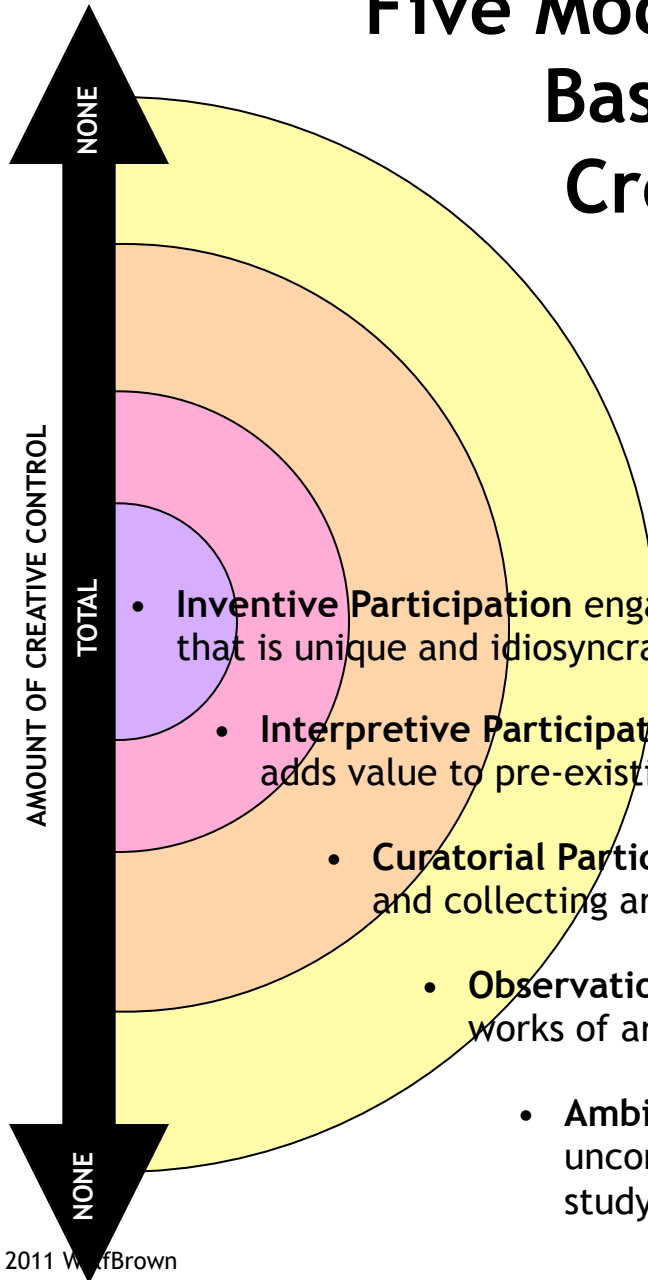 Five Mod
Bas
Cre
NONE
AMOUNT OF CREATIVE CONTROL
TOTAL
• Inventive Participation enga
that is unique and idiosyncra
• Interpretive Participat
adds value to pre-existi
• Curatorial Partic
and collecting ar
• Observatio
works of ar
• Ambi
uncon
study
NONE
2011 WolfBrown